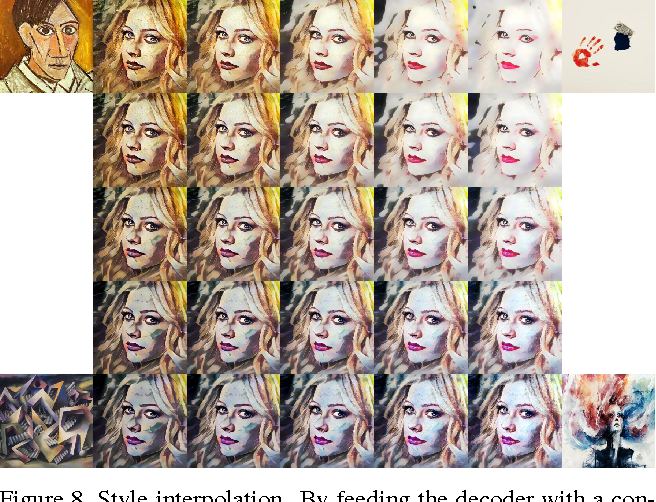 Figure 8. Style interpolation. By feeding the decoder with a con-